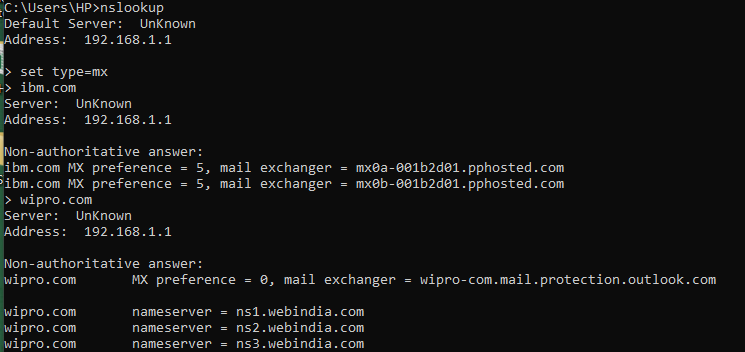 C:\Users\HP>nslookup
Default Server:  UnKnown
Address:  192.168.1.1
> set type=mx
> ibm.com
Server:  UnKnown
Address:  192.168.1.1
Non-authoritative answer:
ibm.com MX preference = 5, mail exchanger = mx0a-001b2d01.pphosted.com
ibm.com MX preference = 5, mail exchanger = mx0b-001b2d01.pphosted.com
> wipro.com
Server:  UnKnown
Address:  192.168.1.1
Non-authoritative answer:
wipro.com       MX preference = 0, mail exchanger = wipro-com.mail.protection.outlook.com
wipro.com       nameserver = ns1.webindia.com
wipro.com       nameserver = ns2.webindia.com
wipro.com       nameserver = ns3.webindia.com